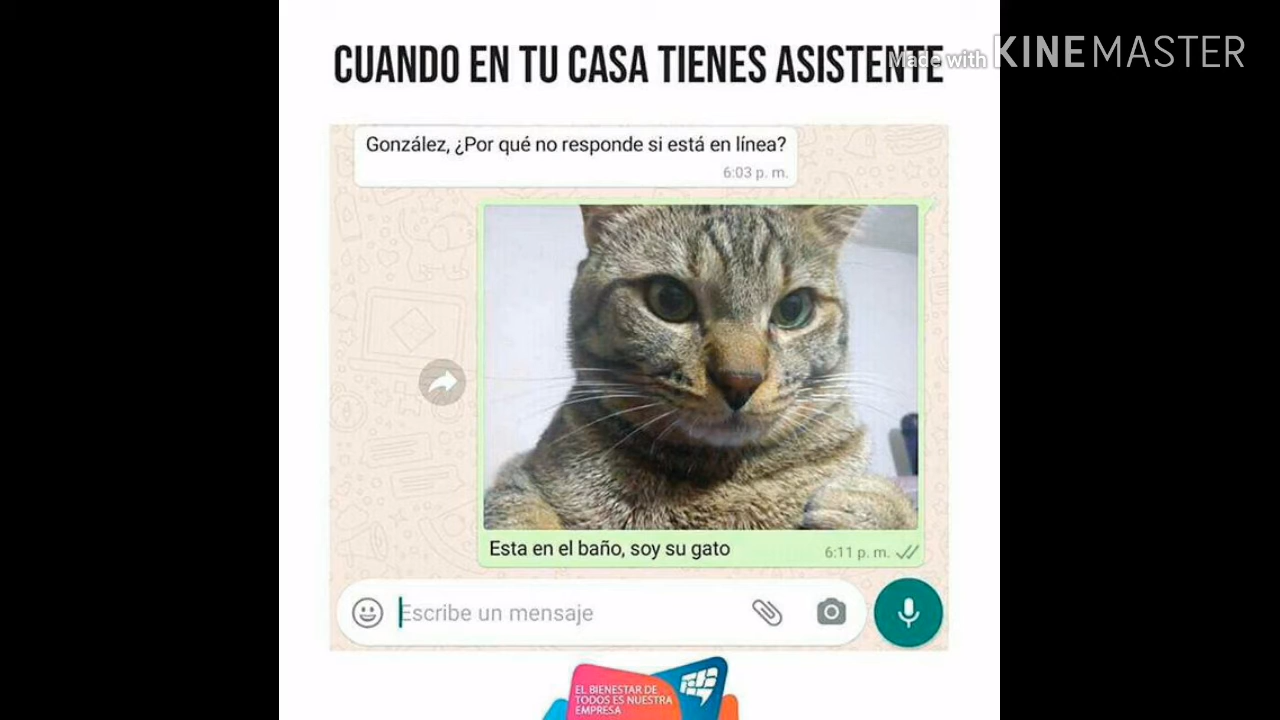 CUANDO EN TU CASA TIENES ASISTENTE
Made with KINEMASTER
González, ¿Por qué no responde si está en línea?
6:03 p. m.
Esta en el baño, soy su gato
6:11 p. m.
Escribe un mensaje
EL BIENESTAR DE
TODOS ES NUESTRA
EMPRESA